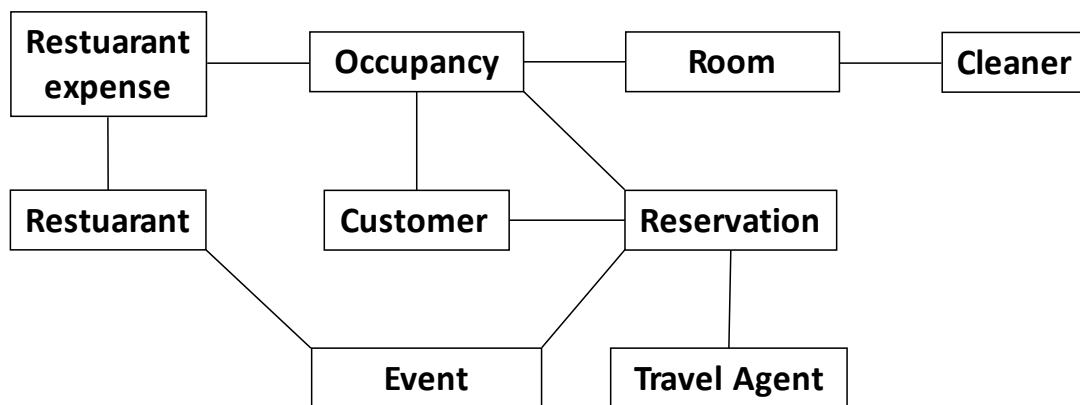 Restuarant
expense
Occupancy
Room
Cleaner
Restuarant
Customer
Reservation
Event
Travel Agent